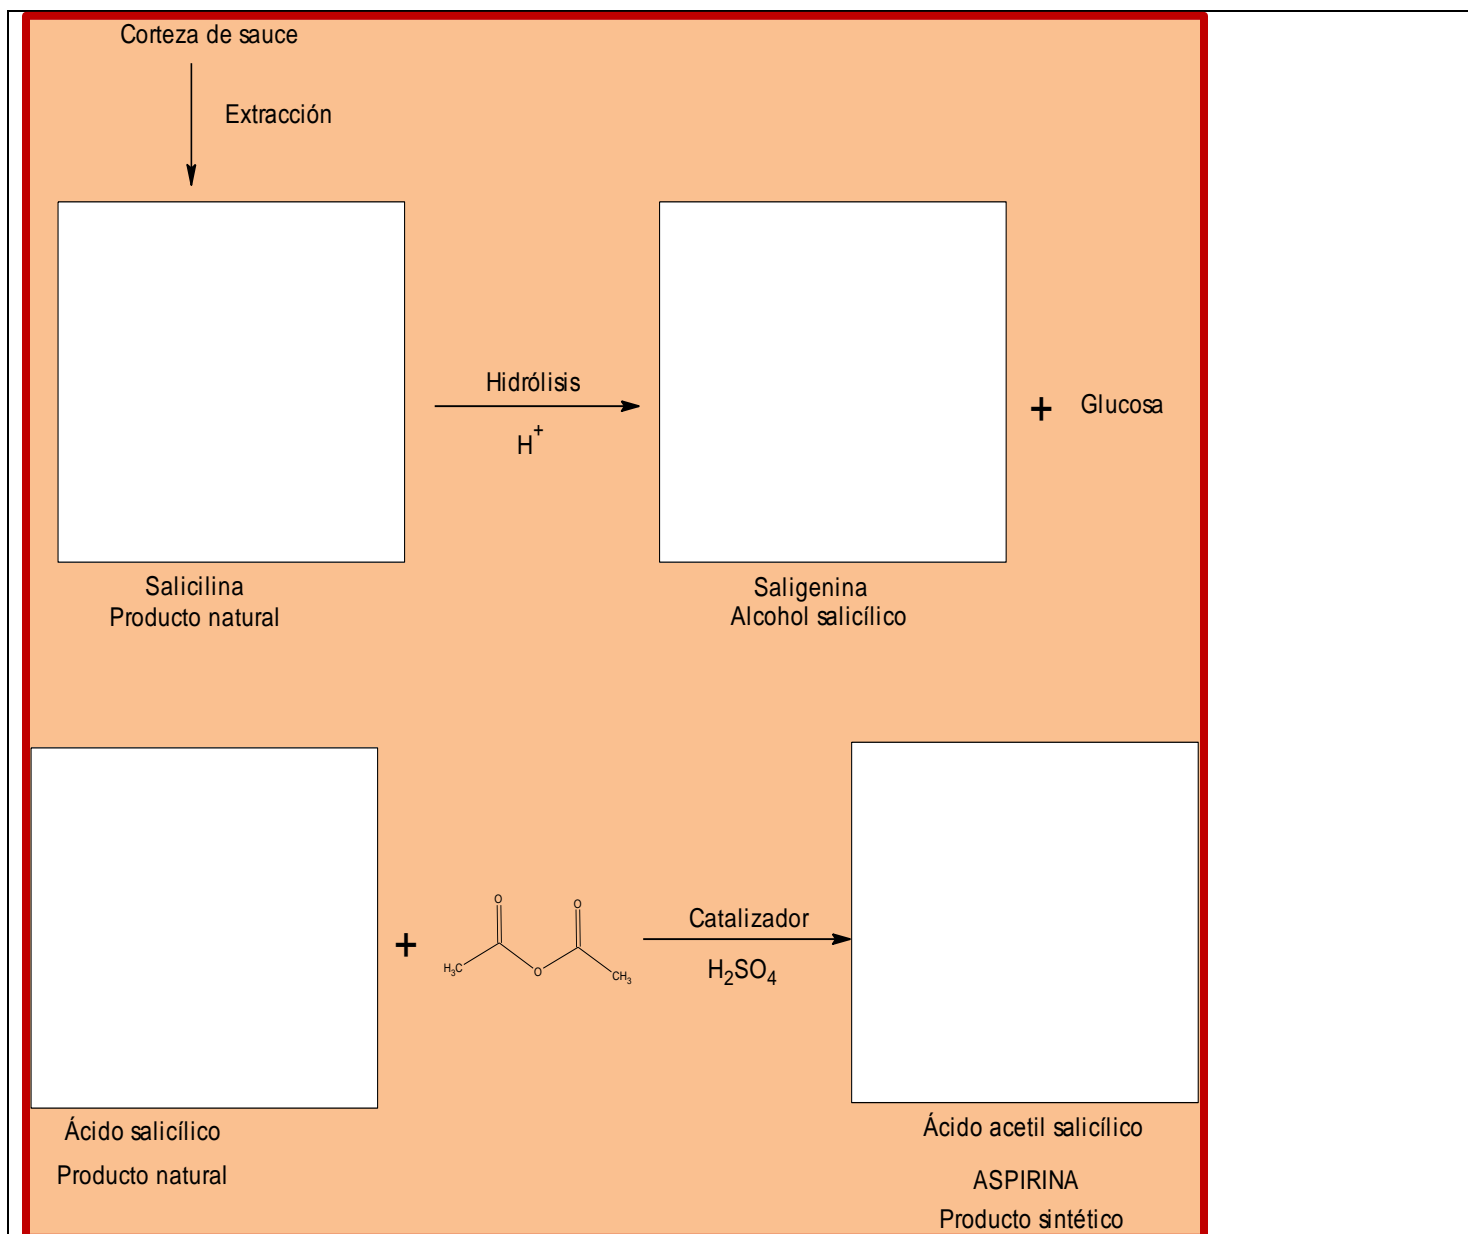 Corteza de sauce
Extracción
Hidrólisis
H+
+ Glucosa
Salicilina
Producto natural
Saligenina
Alcohol salicílico
O
O
H3C
O
CH3
+
Catalizador
H2SO4
Ácido salicílico
Producto natural
Ácido acetil salicílico
ASPIRINA
Producto sintético